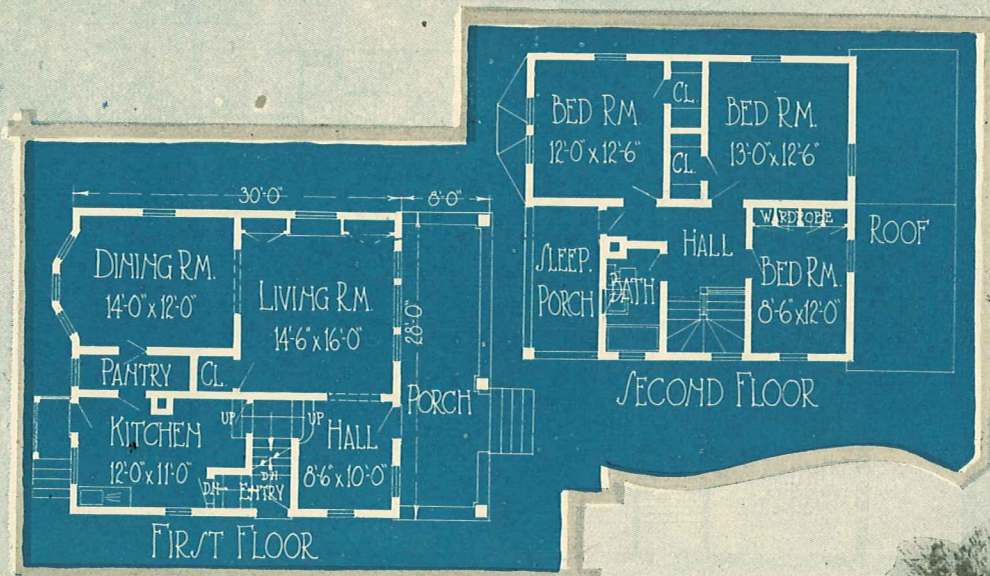 30'-0"
8'-0"
DINING RM.
14'-0" x 12'-0"
LIVING RM.
14'-6" x 16'-0"
28'-0"
PANTRY
CL.
PORCH
UP
UP
KITCHEN
12'-0" x 11'-0"
HALL
8'-6" x 10'-0"
DN
DN
ENTRY
FIRST FLOOR
BED RM.
12'-0" x 12'-6"
CL.
CL.
BED RM.
13'-0" x 12'-6"
WARDROBE
ROOF
HALL
SLEEP.
PORCH
BATH
BED RM.
8'-6" x 12'-0"
SECOND FLOOR